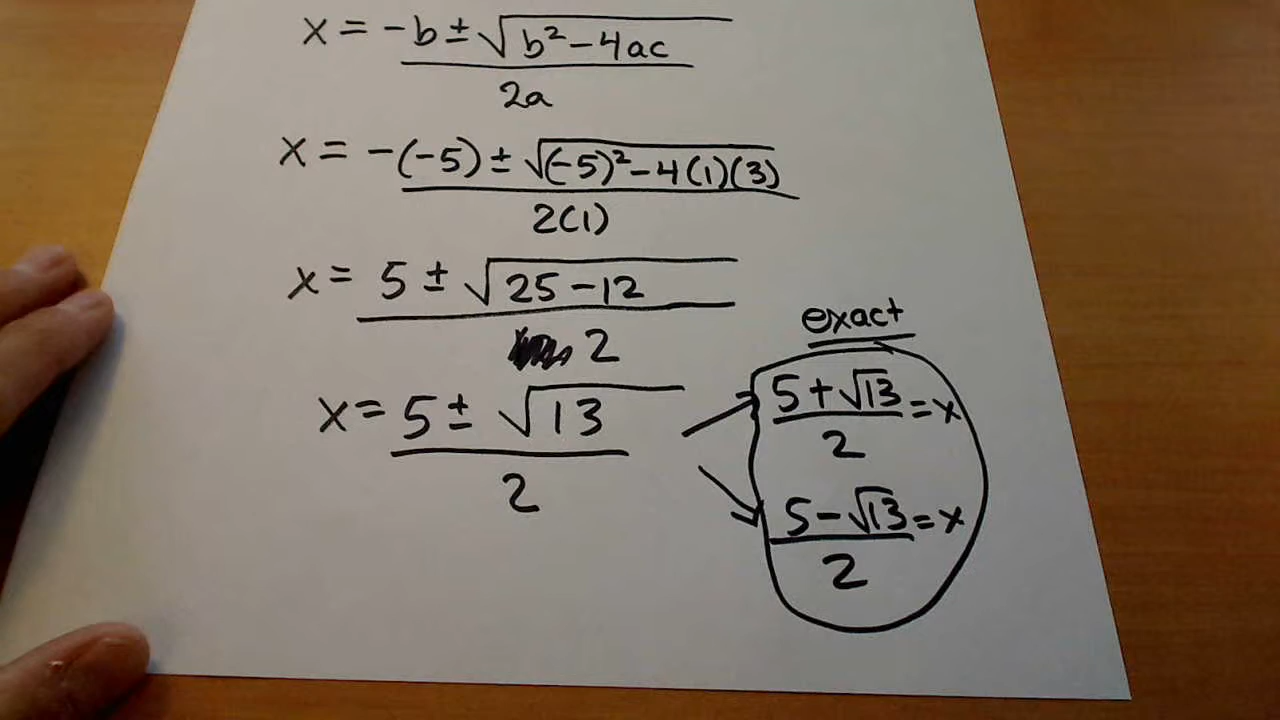 x = -b ± √b² - 4ac
2a
x = -(-5) ± √(-5)² - 4(1)(3)
2(1)
x = 5 ± √25 - 12
2
x = 5 ± √13
2
exact
5 + √13 = x
2
5 - √13 = x
2